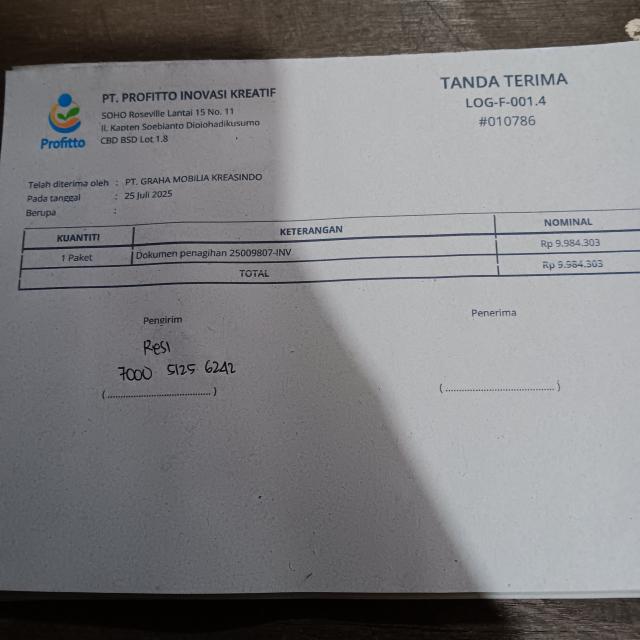 Profitto
PT. PROFITTO INOVASI KREATIF
SOHO Roseville Lantai 15 No. 11
Jl. Kapten Soebianto Djojohadikusumo
CBD BSD Lot 1.8
TANDA TERIMA
LOG-F-001.4
#010786
Telah diterima oleh : PT. GRAHA MOBILIA KREASINDO
Pada tanggal : 25 Juli 2025
Berupa :
KUANTITI KETERANGAN NOMINAL
1 Paket Dokumen penagihan 25009807-INV Rp 9.984.303
TOTAL Rp 9.984.303
Pengirim Penerima
Resi
7000 5125 6242
(....................................) (....................................)